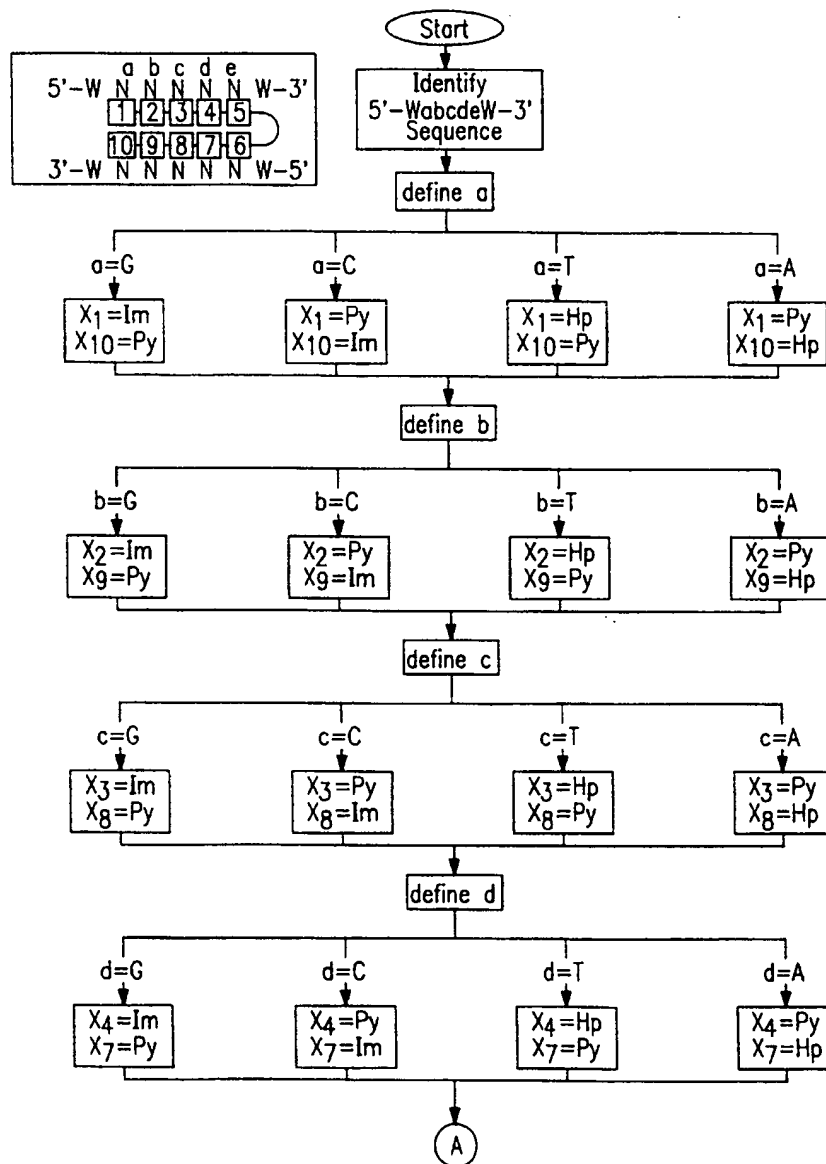 a b c d e
5'-W N N N N N W-3'
1 2 3 4 5
10 9 8 7 6
3'-W N N N N N W-5'
Start
Identify
5'-WabcdeW-3'
Sequence
define a
a=G a=C a=T a=A
X1=Im X1=Py X1=Hp X1=Py
X10=Py X10=Im X10=Py X10=Hp
define b
b=G b=C b=T b=A
X2=Im X2=Py X2=Hp X2=Py
X9=Py X9=Im X9=Py X9=Hp
define c
c=G c=C c=T c=A
X3=Im X3=Py X3=Hp X3=Py
X8=Py X8=Im X8=Py X8=Hp
define d
d=G d=C d=T d=A
X4=Im X4=Py X4=Hp X4=Py
X7=Py X7=Im X7=Py X7=Hp
A